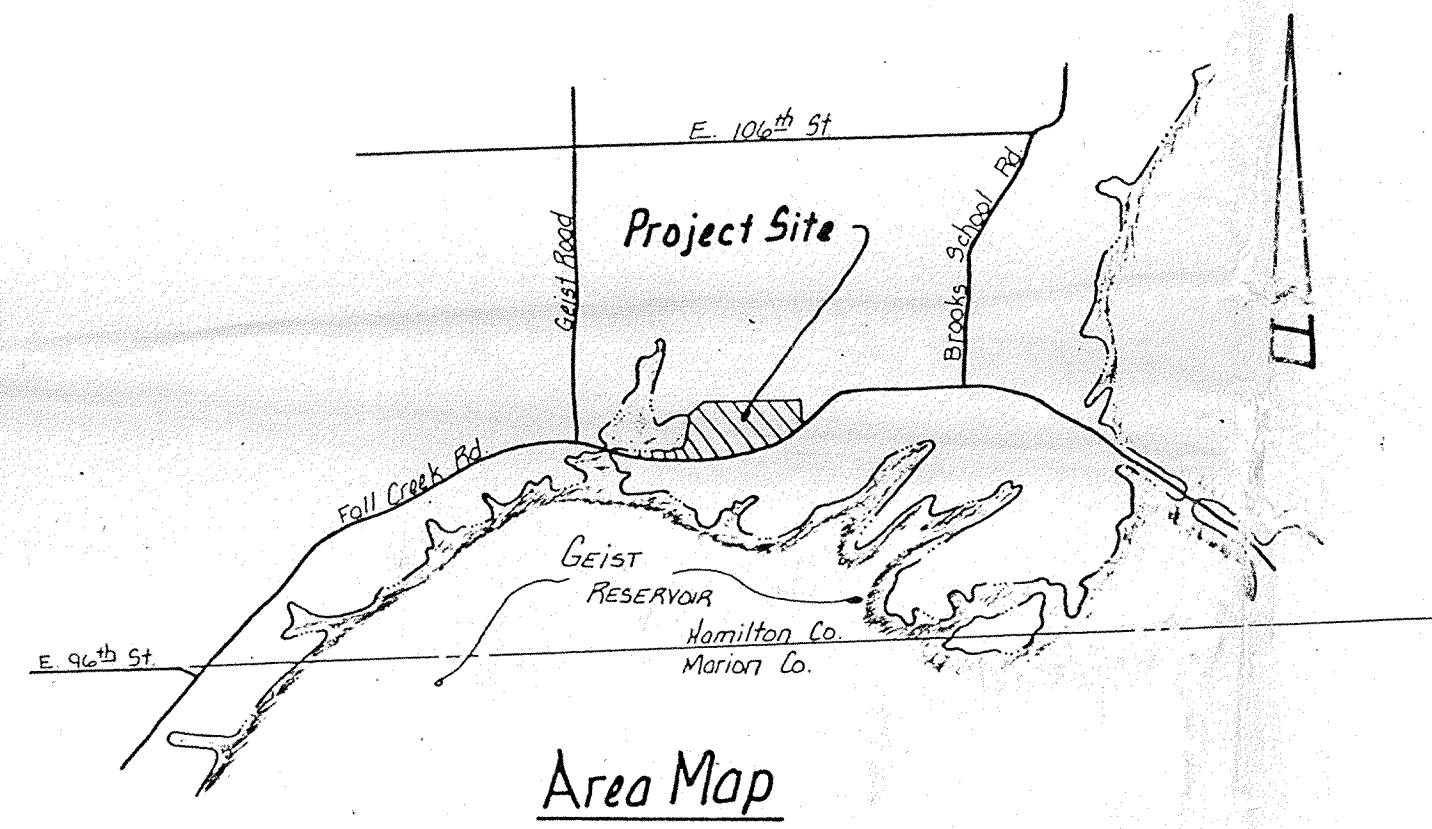 E. 106th St.
Geist Road
Project Site
Brooks School Rd
Fall Creek Rd
GEIST
RESERVOIR
Hamilton Co.
E. 96th St.
Marion Co.
Area Map